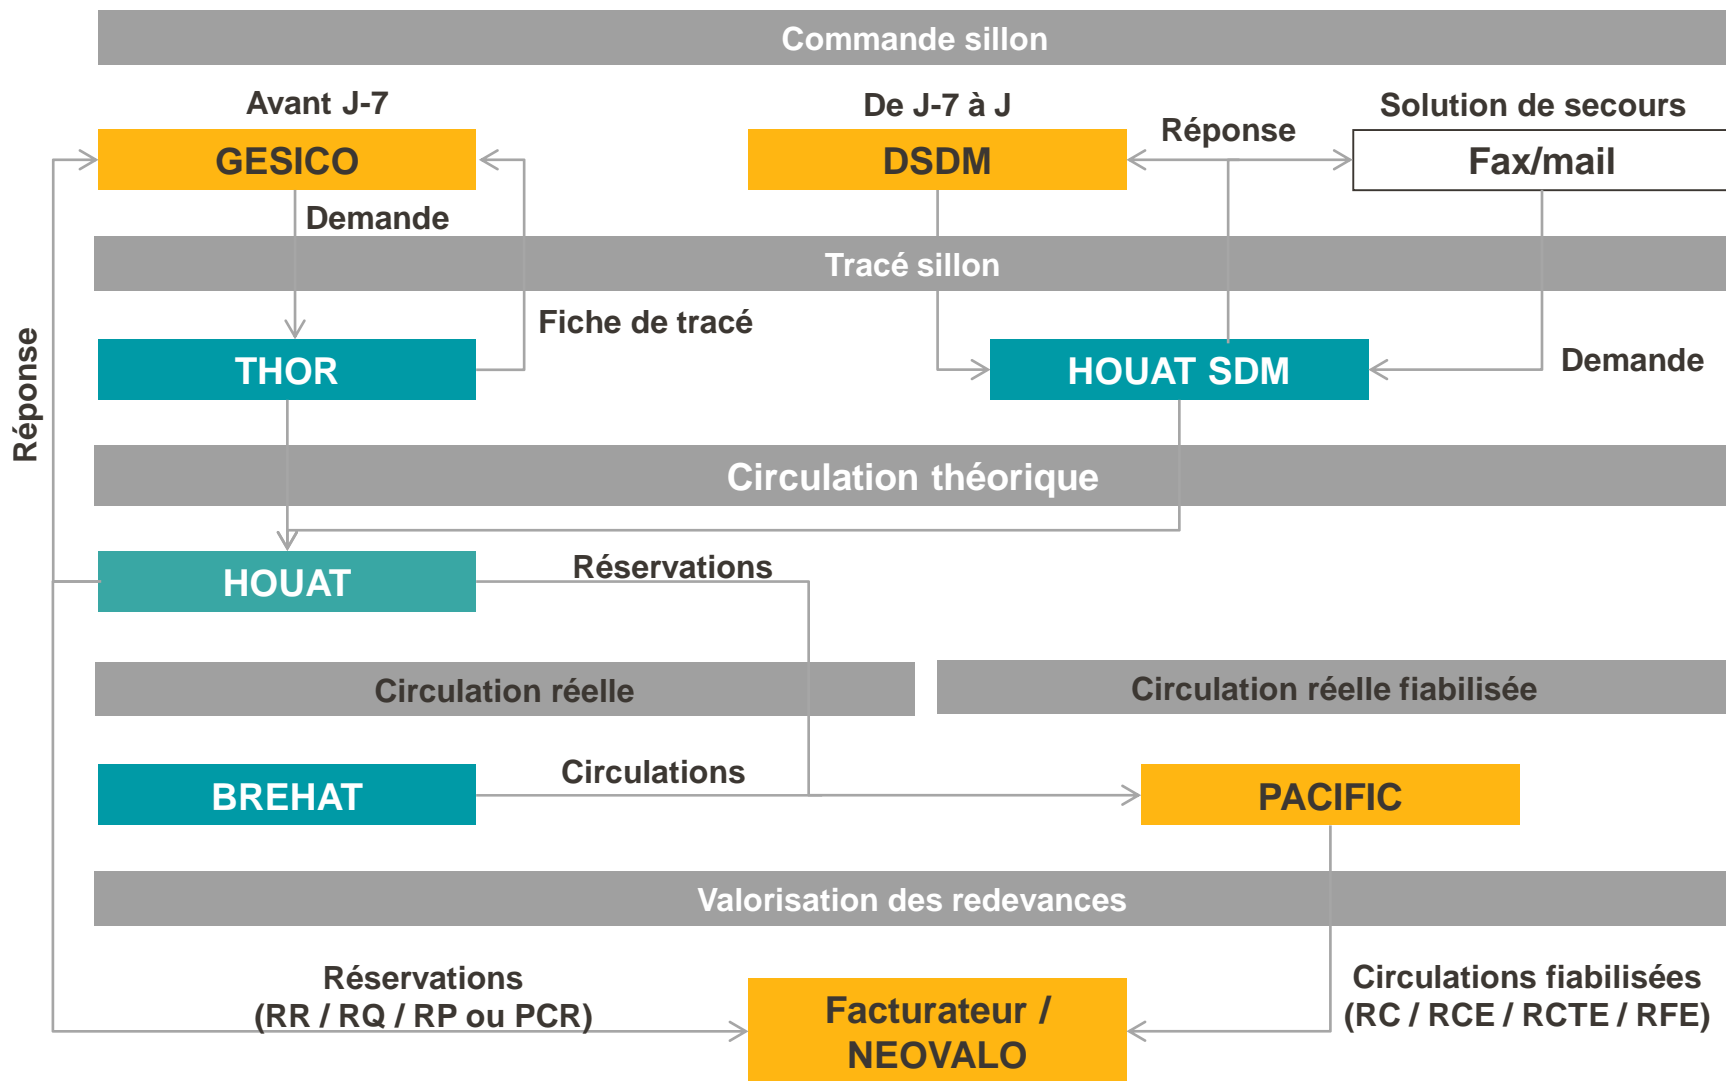 Commande sillon
Avant J-7
De J-7 à J
Solution de secours
GESICO
DSDM
Réponse
Fax/mail
Demande
Tracé sillon
Fiche de tracé
Réponse
THOR
HOUAT SDM
Demande
Circulation théorique
HOUAT
Réservations
Circulation réelle
Circulation réelle fiabilisée
BREHAT
Circulations
PACIFIC
Valorisation des redevances
Réservations
(RR / RQ / RP ou PCR)
Facturateur /
NEOVALO
Circulations fiabilisées
(RC / RCE / RCTE / RFE)